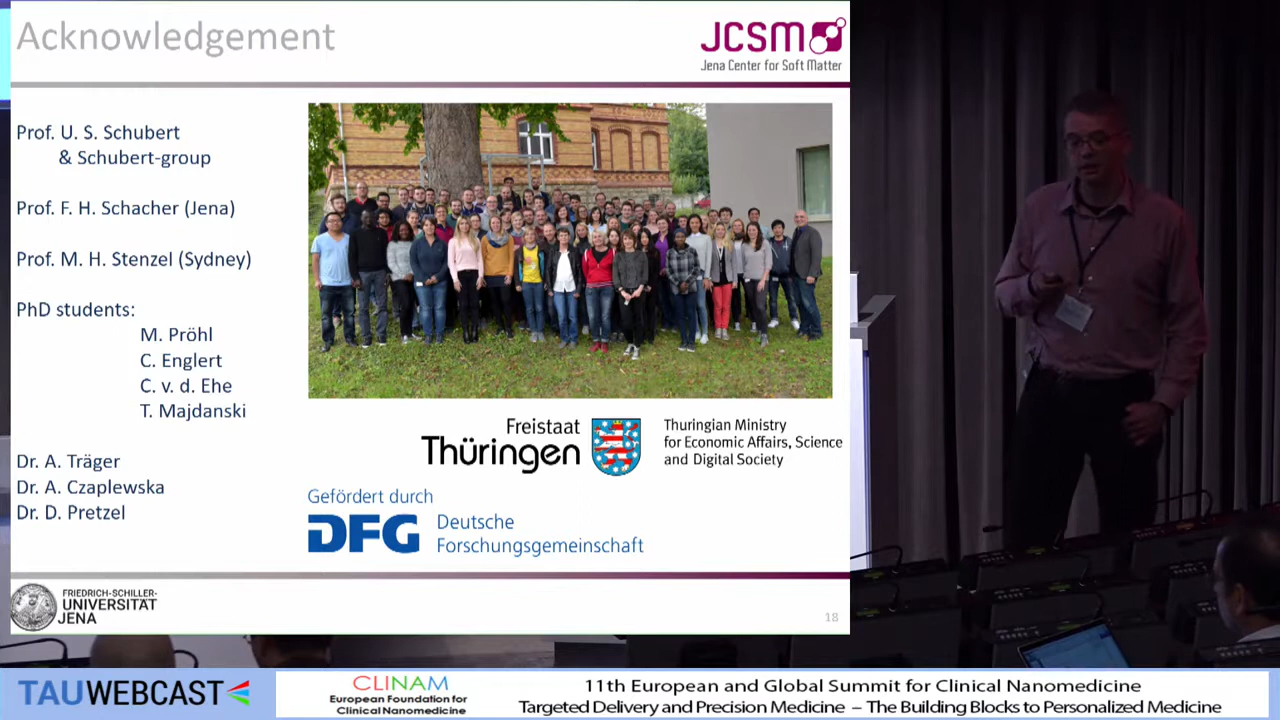 Acknowledgement
JCSM
Jena Center for Soft Matter
Prof. U. S. Schubert
& Schubert-group
Prof. F. H. Schacher (Jena)
Prof. M. H. Stenzel (Sydney)
PhD students:
M. Pröhl
C. Englert
C. v. d. Ehe
T. Majdanski
Dr. A. Träger
Dr. A. Czaplewska
Dr. D. Pretzel
Freistaat
Thüringen
Thuringian Ministry
for Economic Affairs, Science
and Digital Society
Gefördert durch
DFG
Deutsche
Forschungsgemeinschaft
FRIEDRICH-SCHILLER-
UNIVERSITÄT
JENA
18
TAUWEBCAST
CLINAM
European Foundation for
Clinical Nanomedicine
11th European and Global Summit for Clinical Nanomedicine
Targeted Delivery and Precision Medicine – The Building Blocks to Personalized Medicine